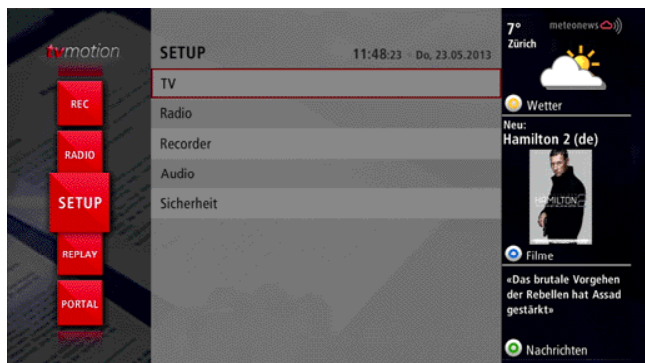 tvmotion
REC
RADIO
SETUP
REPLAY
PORTAL
SETUP 11:48:23 Do, 23.05.2013
TV
Radio
Recorder
Audio
Sicherheit
7° meteonews
Zürich
Wetter
Neu:
Hamilton 2 (de)
HAMILTON
Filme
«Das brutale Vorgehen
der Rebellen hat Assad
gestärkt»
Nachrichten